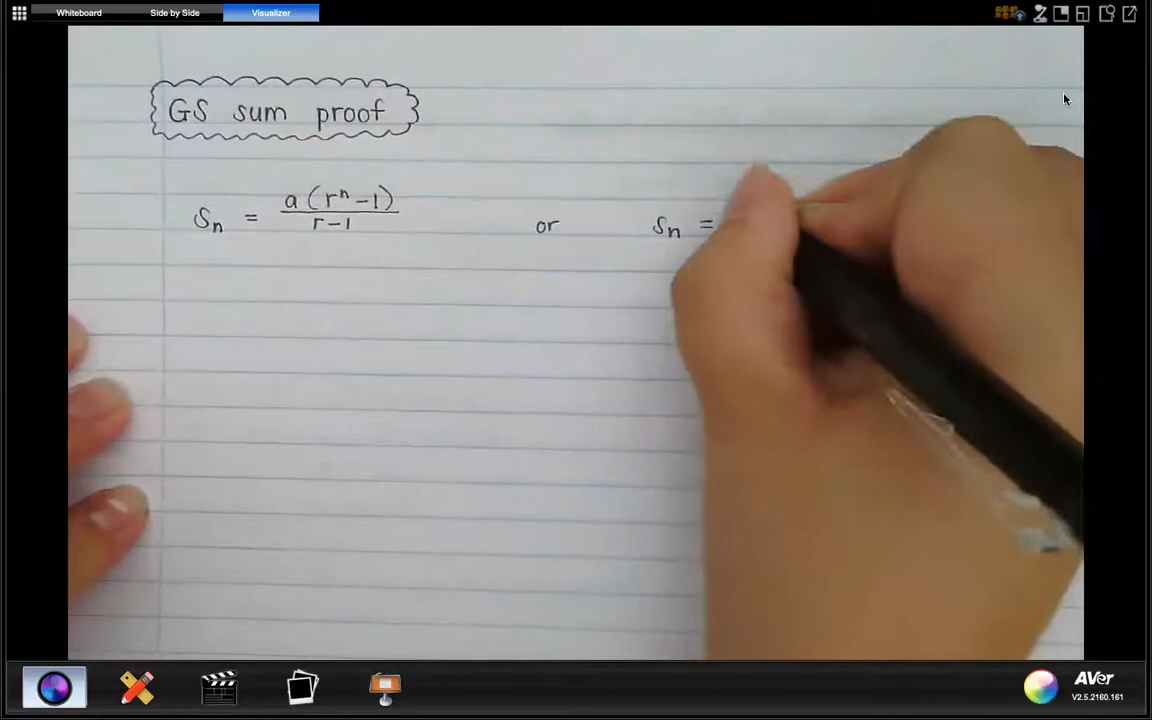 Whiteboard Side by Side Visualizer
GS sum proof
Sₙ = a(rⁿ-1)/r-1 or Sₙ =
AVer
V2.5.2160.161